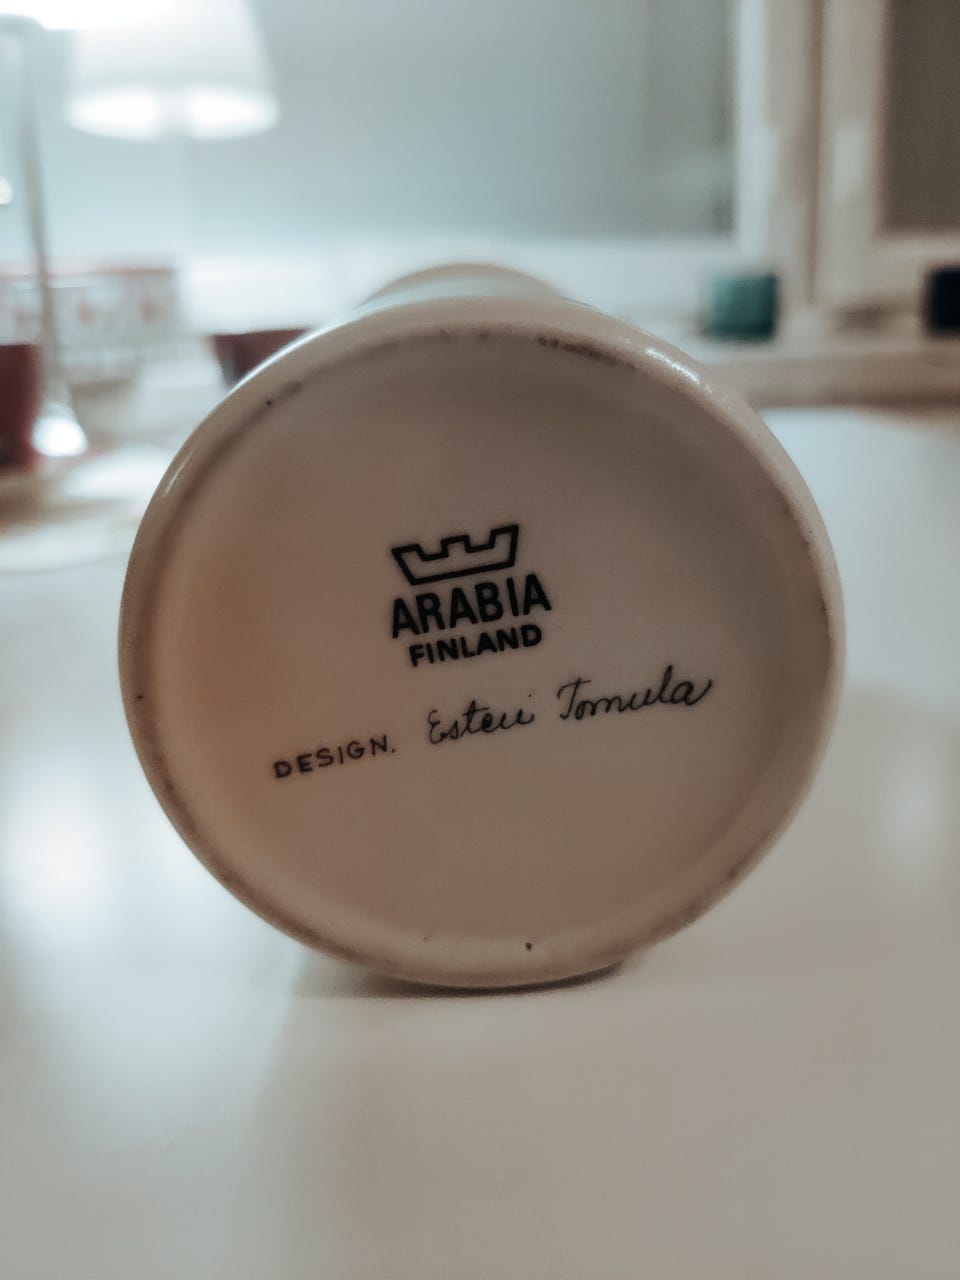 ARABIA
FINLAND
DESIGN. Esteri Tomula